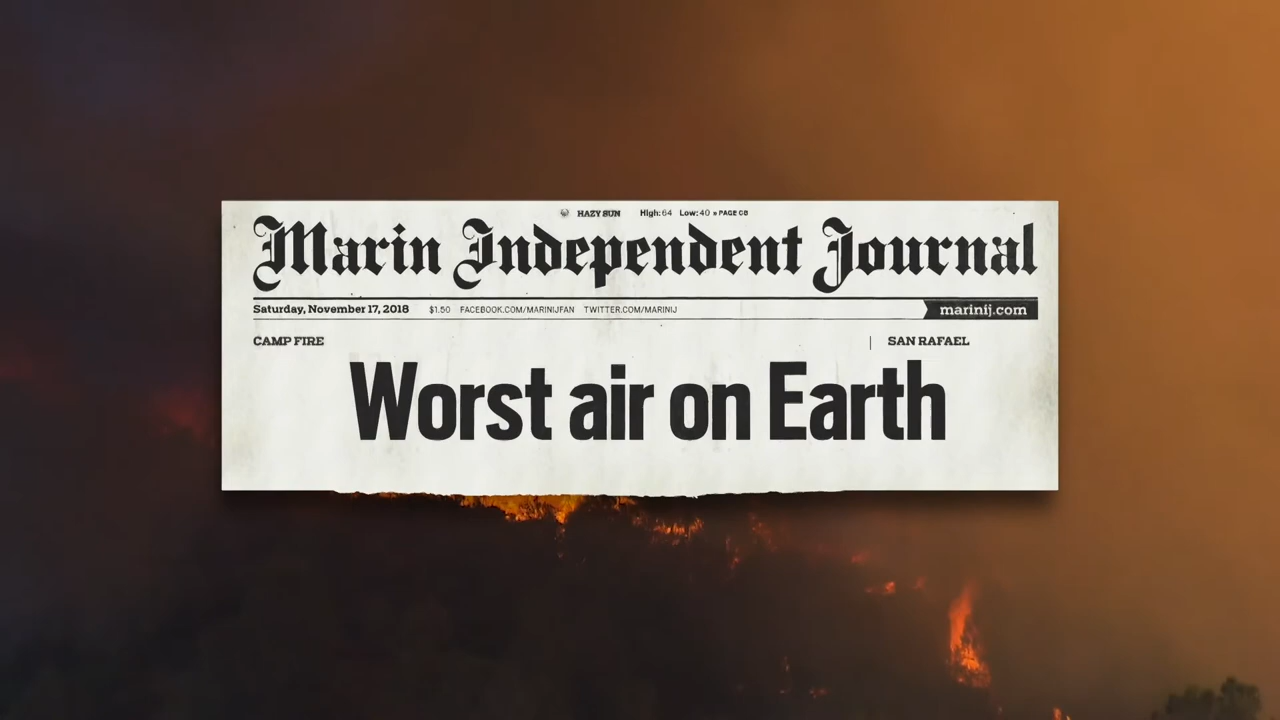 HAZY SUN High: 64 Low: 40 » PAGE C8
Marin Independent Journal
Saturday, November 17, 2018 $1.50 FACEBOOK.COM/MARINIJFAN TWITTER.COM/MARINIJ marinij.com
CAMP FIRE | SAN RAFAEL
Worst air on Earth